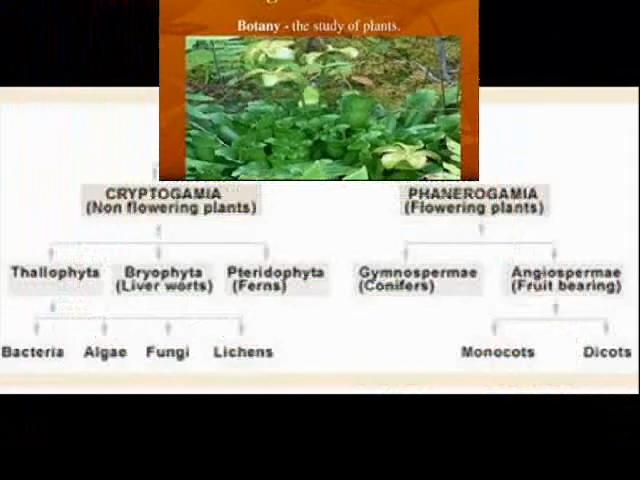 Botany - the study of plants.
CRYPTOGAMIA
(Non flowering plants)
PHANEROGAMIA
(Flowering plants)
Thallophyta
Bryophyta
(Liver worts)
Pteridophyta
(Ferns)
Gymnospermae
(Conifers)
Angiospermae
(Fruit bearing)
Bacteria
Algae
Fungi
Lichens
Monocots
Dicots